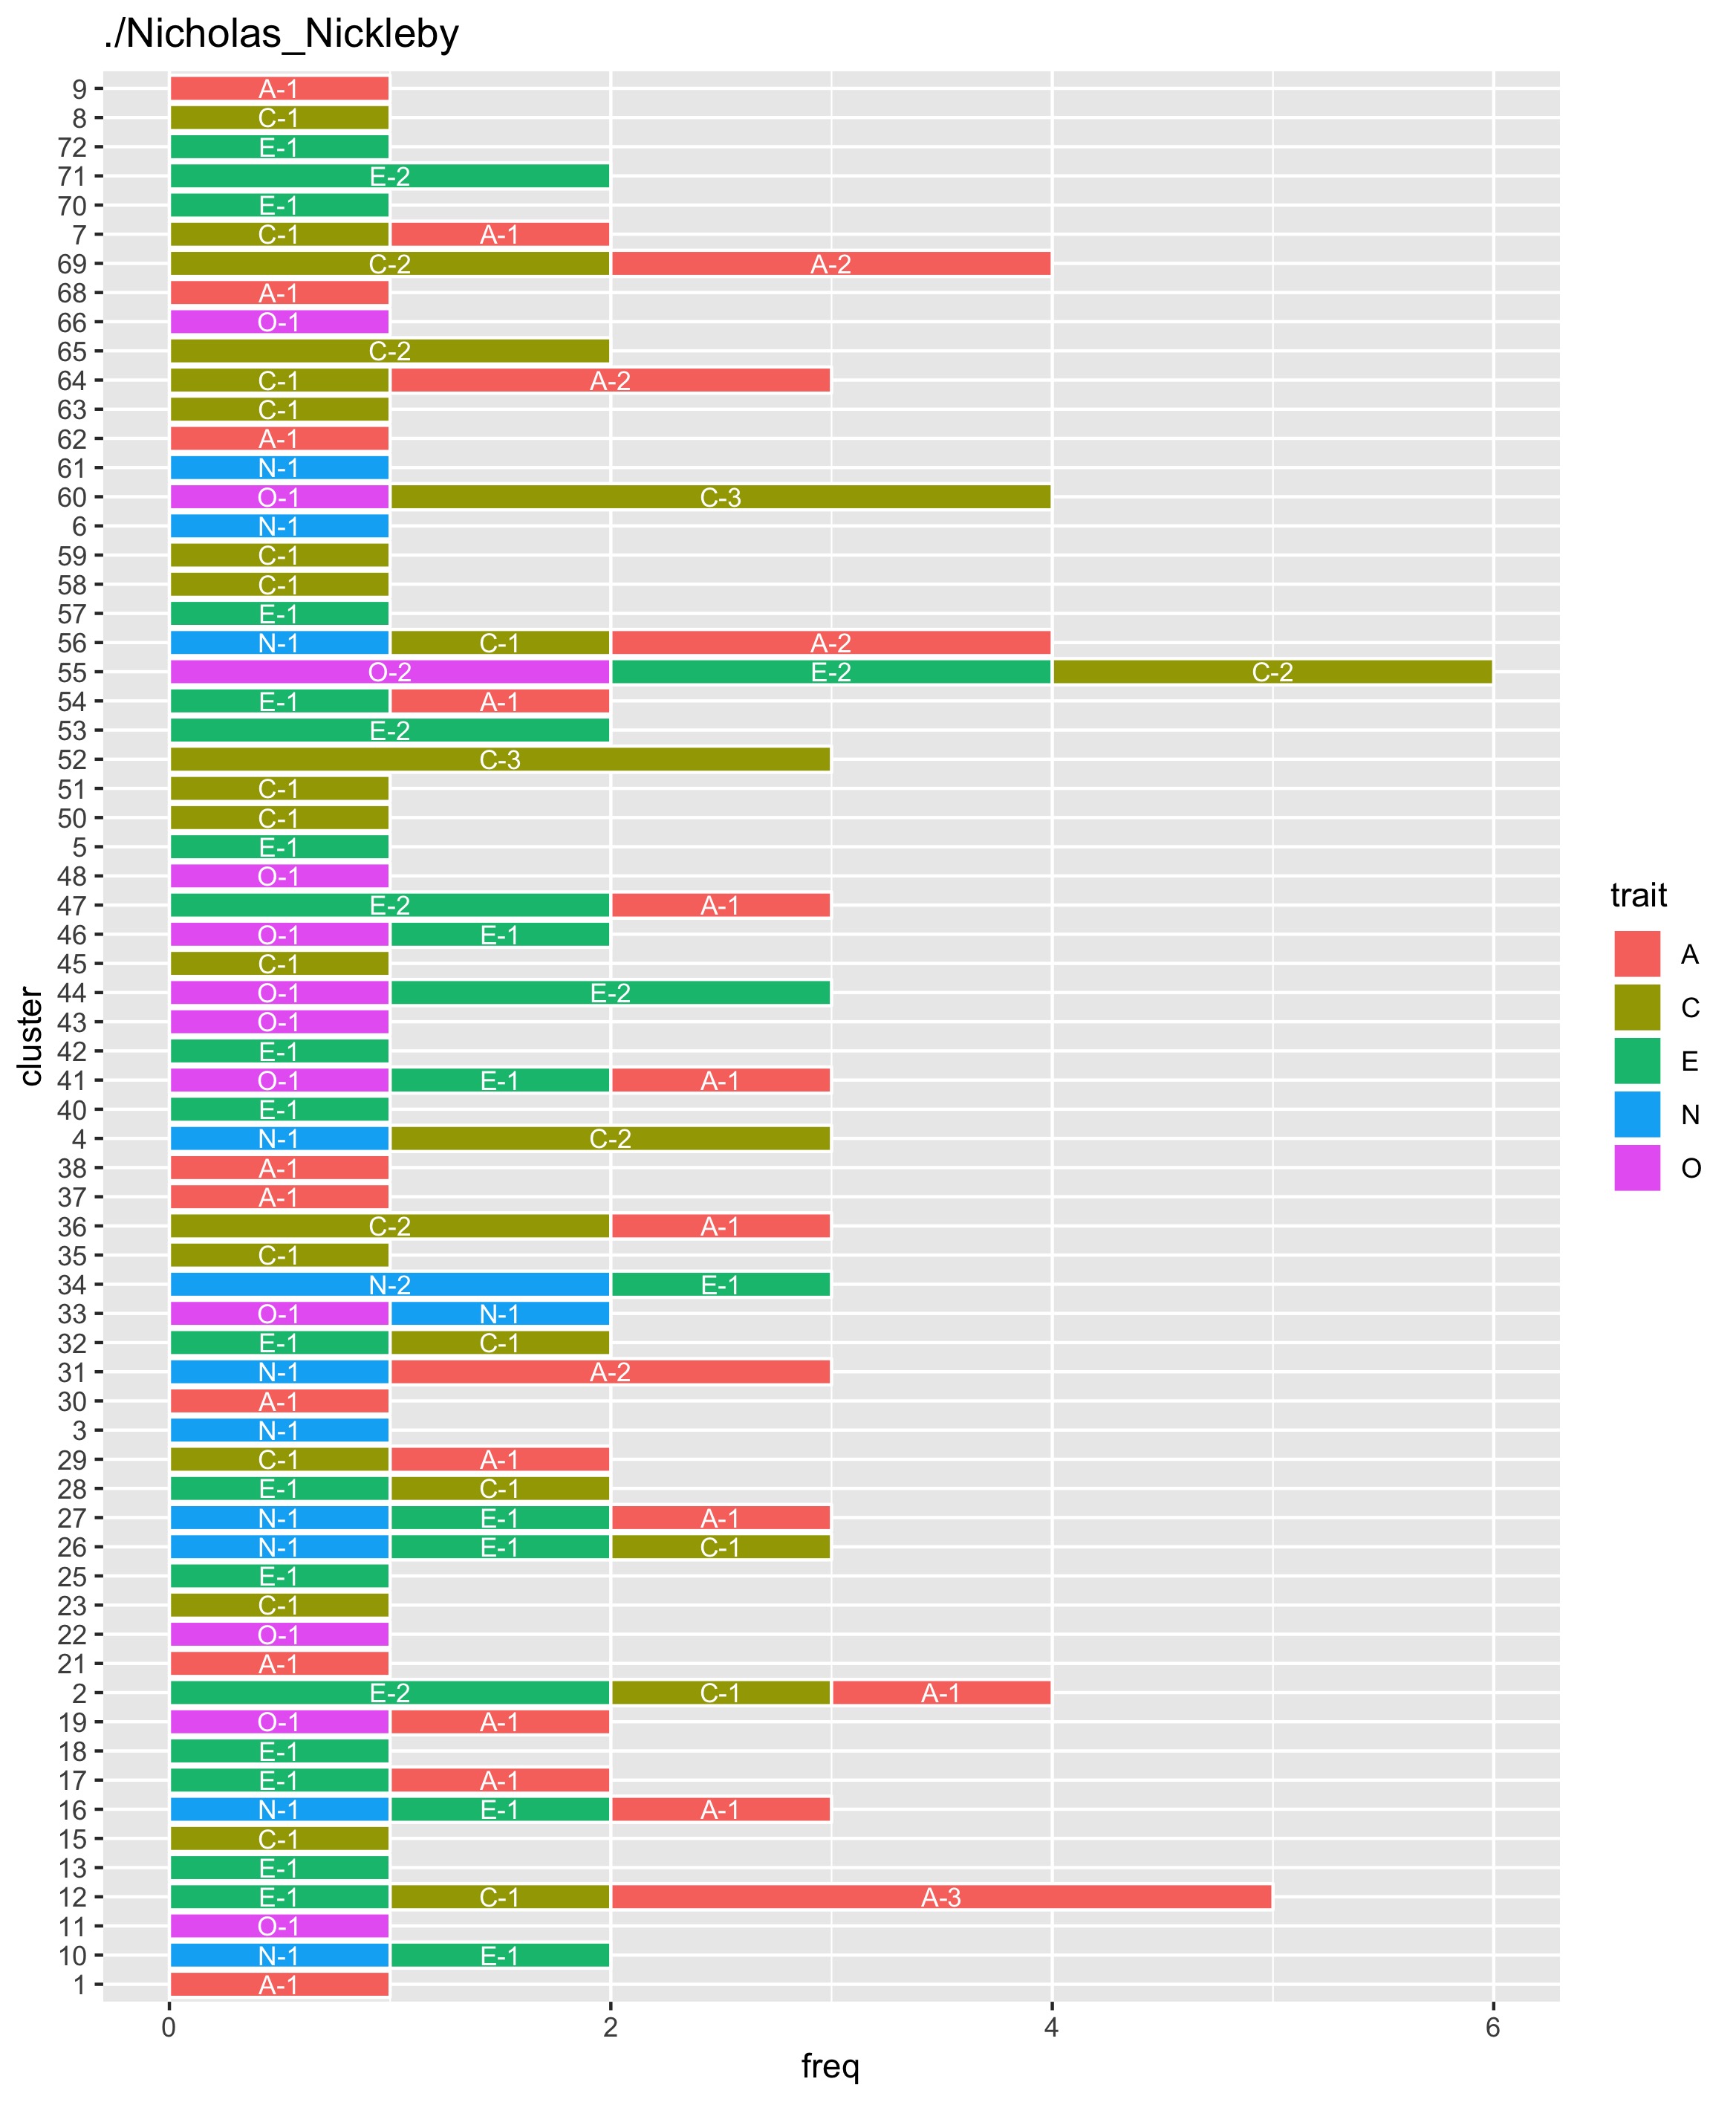 ./Nicholas_Nickleby
9 A-1
8 C-1
72 E-1
71 E-2
70 E-1
7 C-1 A-1
69 C-2 A-2
68 A-1
66 O-1
65 C-2
64 C-1 A-2
63 C-1
62 A-1
61 N-1
60 O-1 C-3
6 N-1
59 C-1
58 C-1
57 E-1
56 N-1 C-1 A-2
55 O-2 E-2 C-2
54 E-1 A-1
53 E-2
52 C-3
51 C-1
50 C-1
5 E-1
48 O-1
47 E-2 A-1
46 O-1 E-1
45 C-1
44 O-1 E-2
43 O-1
42 E-1
41 O-1 E-1 A-1
40 E-1
4 N-1 C-2
38 A-1
37 A-1
36 C-2 A-1
35 C-1
34 N-2 E-1
33 O-1 N-1
32 E-1 C-1
31 N-1 A-2
30 A-1
3 N-1
29 C-1 A-1
28 E-1 C-1
27 N-1 E-1 A-1
26 N-1 E-1 C-1
25 E-1
23 C-1
22 O-1
21 A-1
2 E-2 C-1 A-1
19 O-1 A-1
18 E-1
17 E-1 A-1
16 N-1 E-1 A-1
15 C-1
13 E-1
12 E-1 C-1 A-3
11 O-1
10 N-1 E-1
1 A-1
0 2 4 6
freq
cluster
trait
A
C
E
N
O